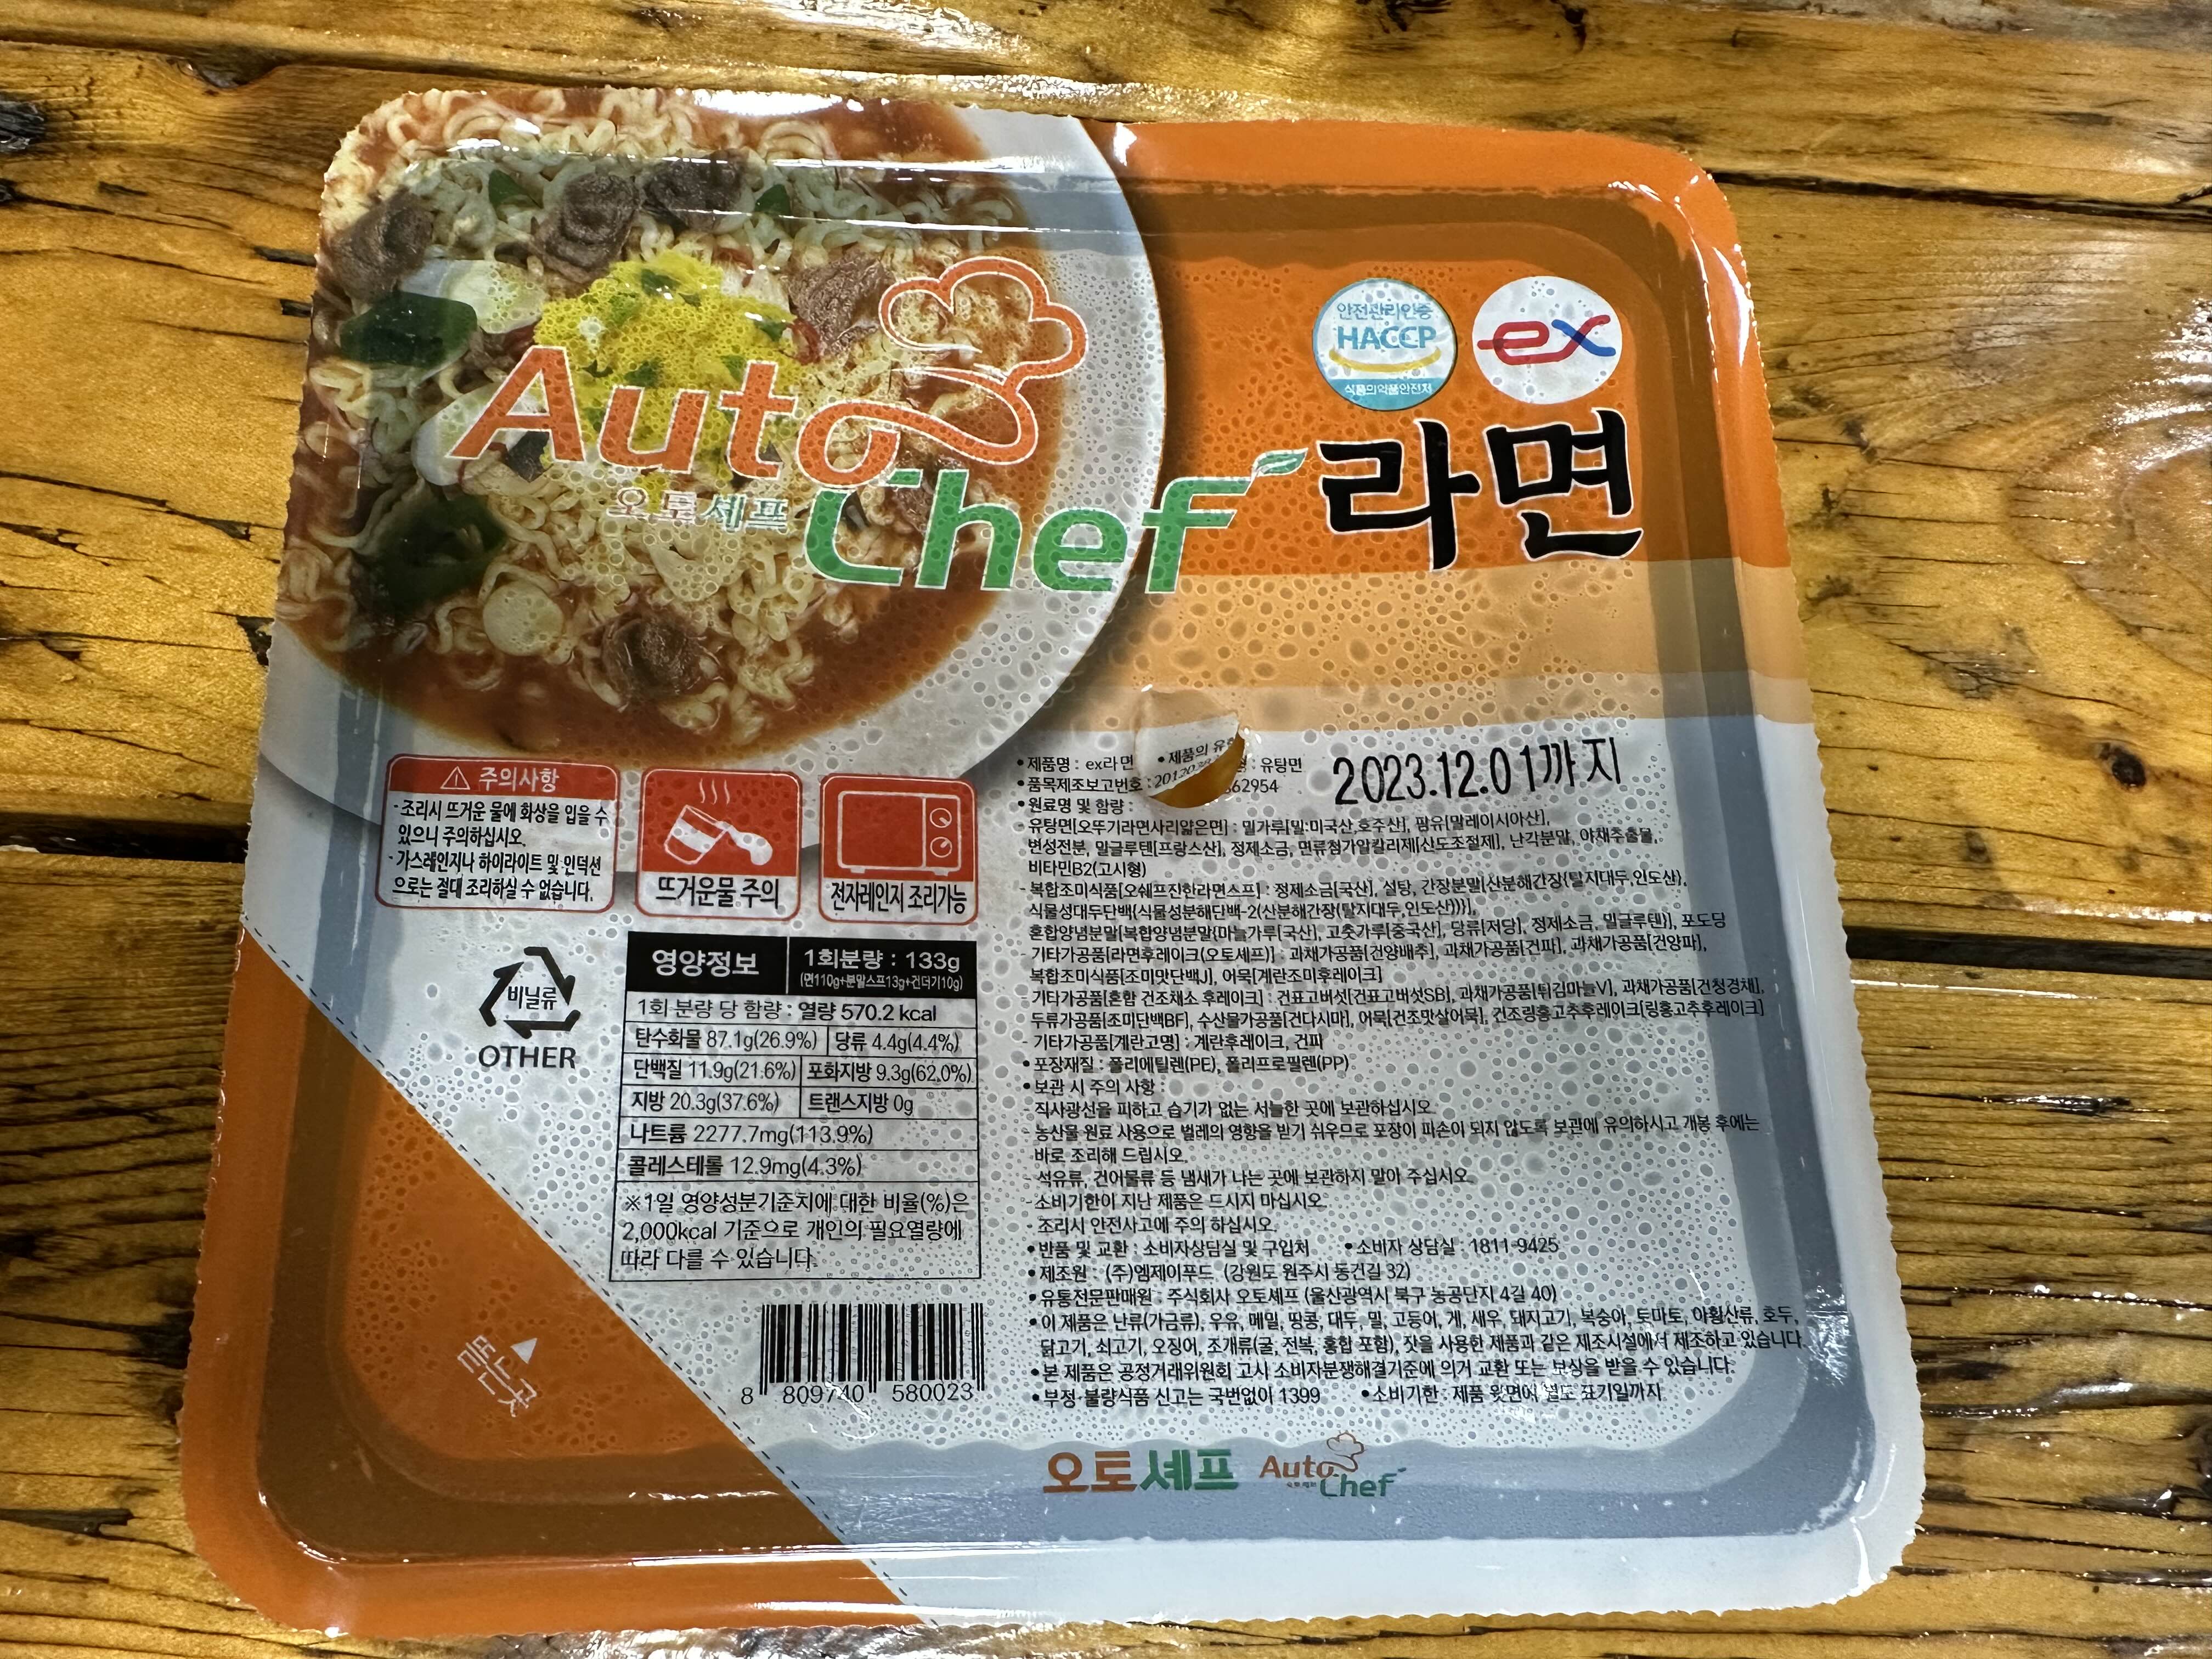 안전관리인증
HACCP
식품의약품안전처
ex
Auto
Chef
오토셰프
라면
• 제품명 : ex라면 • 제품의 유형 : 유탕면
2023.12.01까지
• 품목제조보고번호 : 62954
• 원료명 및 함량 :
- 유탕면[오뚜기라면사리얇은면] : 밀가루[밀:미국산,호주산], 팜유[말레이시아산],
변성전분, 밀글루텐[프랑스산], 정제소금, 면류첨가알칼리제[산도조절제], 난각분말, 야채추출물,
비타민B2(고시형)
- 복합조미식품[오쉐프진한라면스프] : 정제소금[국산], 설탕, 간장분말[산분해간장{탈지대두,인도산},
식물성대두단백{식물성분해단백-2(산분해간장(탈지대두,인도산))}],
혼합양념분말[복합양념분말{마늘가루[국산], 고춧가루[중국산], 당류[저당], 정제소금, 밀글루텐}], 포도당
- 기타가공품[라면후레이크(오토셰프)] : 과채가공품[건양배추], 과채가공품[건파], 과채가공품[건양파],
복합조미식품[조미맛단백J], 어묵[계란조미후레이크]
- 기타가공품[혼합 건조채소 후레이크] : 건표고버섯[건표고버섯SB], 과채가공품[튀김마늘V], 과채가공품[건청경채],
두류가공품[조미단백BF], 수산물가공품[건다시마], 어묵[건조맛살어묵], 건조링홍고추후레이크[링홍고추후레이크]
- 기타가공품[계란고명] : 계란후레이크, 건파
• 포장재질 : 폴리에틸렌(PE), 폴리프로필렌(PP)
• 보관 시 주의 사항 :
- 직사광선을 피하고 습기가 없는 서늘한 곳에 보관하십시오.
- 농산물 원료 사용으로 벌레의 영향을 받기 쉬우므로 포장이 파손이 되지 않도록 보관에 유의하시고 개봉 후에는
바로 조리해 드십시오.
- 석유류, 건어물류 등 냄새가 나는 곳에 보관하지 말아 주십시오.
- 소비기한이 지난 제품은 드시지 마십시오.
- 조리시 안전사고에 주의 하십시오.
• 반품 및 교환 : 소비자상담실 및 구입처 • 소비자 상담실 : 1811-9425
• 제조원 : (주)엠제이푸드 (강원도 원주시 동건길 32)
• 유통전문판매원 : 주식회사 오토셰프 (울산광역시 북구 농공단지 4길 40)
• 이 제품은 난류(가금류), 우유, 메밀, 땅콩, 대두, 밀, 고등어, 게, 새우, 돼지고기, 복숭아, 토마토, 아황산류, 호두,
닭고기, 쇠고기, 오징어, 조개류(굴, 전복, 홍합 포함), 잣을 사용한 제품과 같은 제조시설에서 제조하고 있습니다.
• 본 제품은 공정거래위원회 고시 소비자분쟁해결기준에 의거 교환 또는 보상을 받을 수 있습니다.
• 부정·불량식품 신고는 국번없이 1399 • 소비기한 : 제품 윗면에 별도 표기일까지
주의사항
- 조리시 뜨거운 물에 화상을 입을 수
있으니 주의하십시오.
- 가스레인지나 하이라이트 및 인덕션
으로는 절대 조리하실 수 없습니다.
뜨거운물 주의
전자레인지 조리가능
비닐류
OTHER
영양정보
1회분량 : 133g
(면110g+분말스프13g+건더기10g)
1회 분량 당 함량 : 열량 570.2 kcal
탄수화물 87.1g(26.9%) 당류 4.4g(4.4%)
단백질 11.9g(21.6%) 포화지방 9.3g(62.0%)
지방 20.3g(37.6%) 트랜스지방 0g
나트륨 2277.7mg(113.9%)
콜레스테롤 12.9mg(4.3%)
※1일 영양성분기준치에 대한 비율(%)은
2,000kcal 기준으로 개인의 필요열량에
따라 다를 수 있습니다.
8 809740 580023
뜯는곳
오토셰프
Auto
Chef